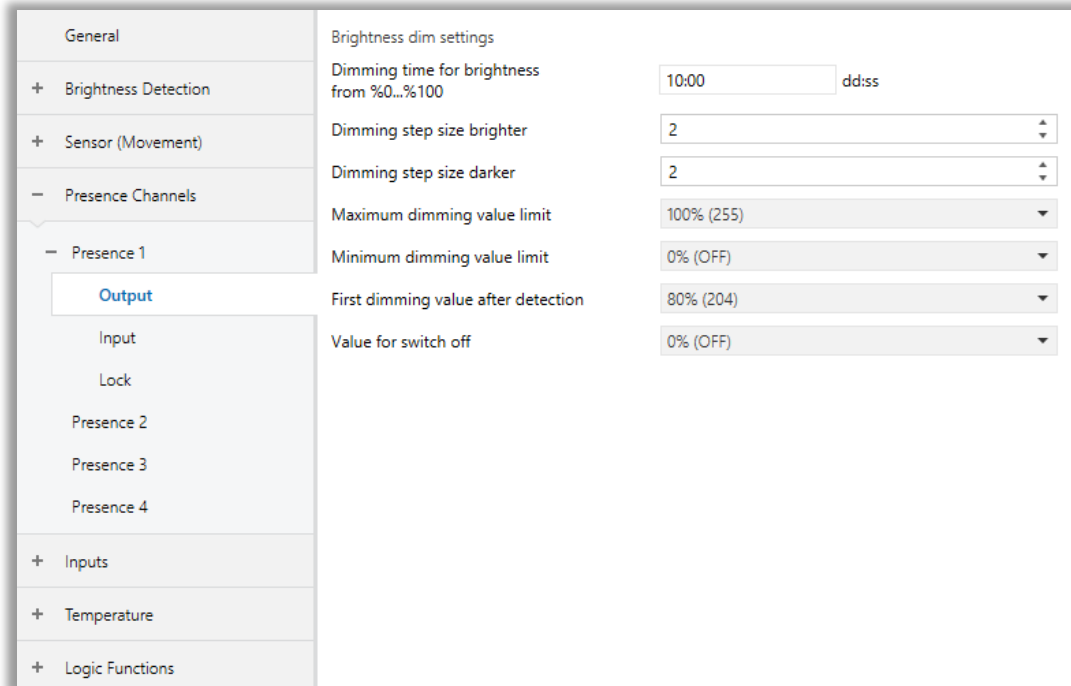 General
+ Brightness Detection
+ Sensor (Movement)
− Presence Channels
− Presence 1
Output
Input
Lock
Presence 2
Presence 3
Presence 4
+ Inputs
+ Temperature
+ Logic Functions
Brightness dim settings
Dimming time for brightness
from %0...%100 10:00 dd:ss
Dimming step size brighter 2
Dimming step size darker 2
Maximum dimming value limit 100% (255)
Minimum dimming value limit 0% (OFF)
First dimming value after detection 80% (204)
Value for switch off 0% (OFF)